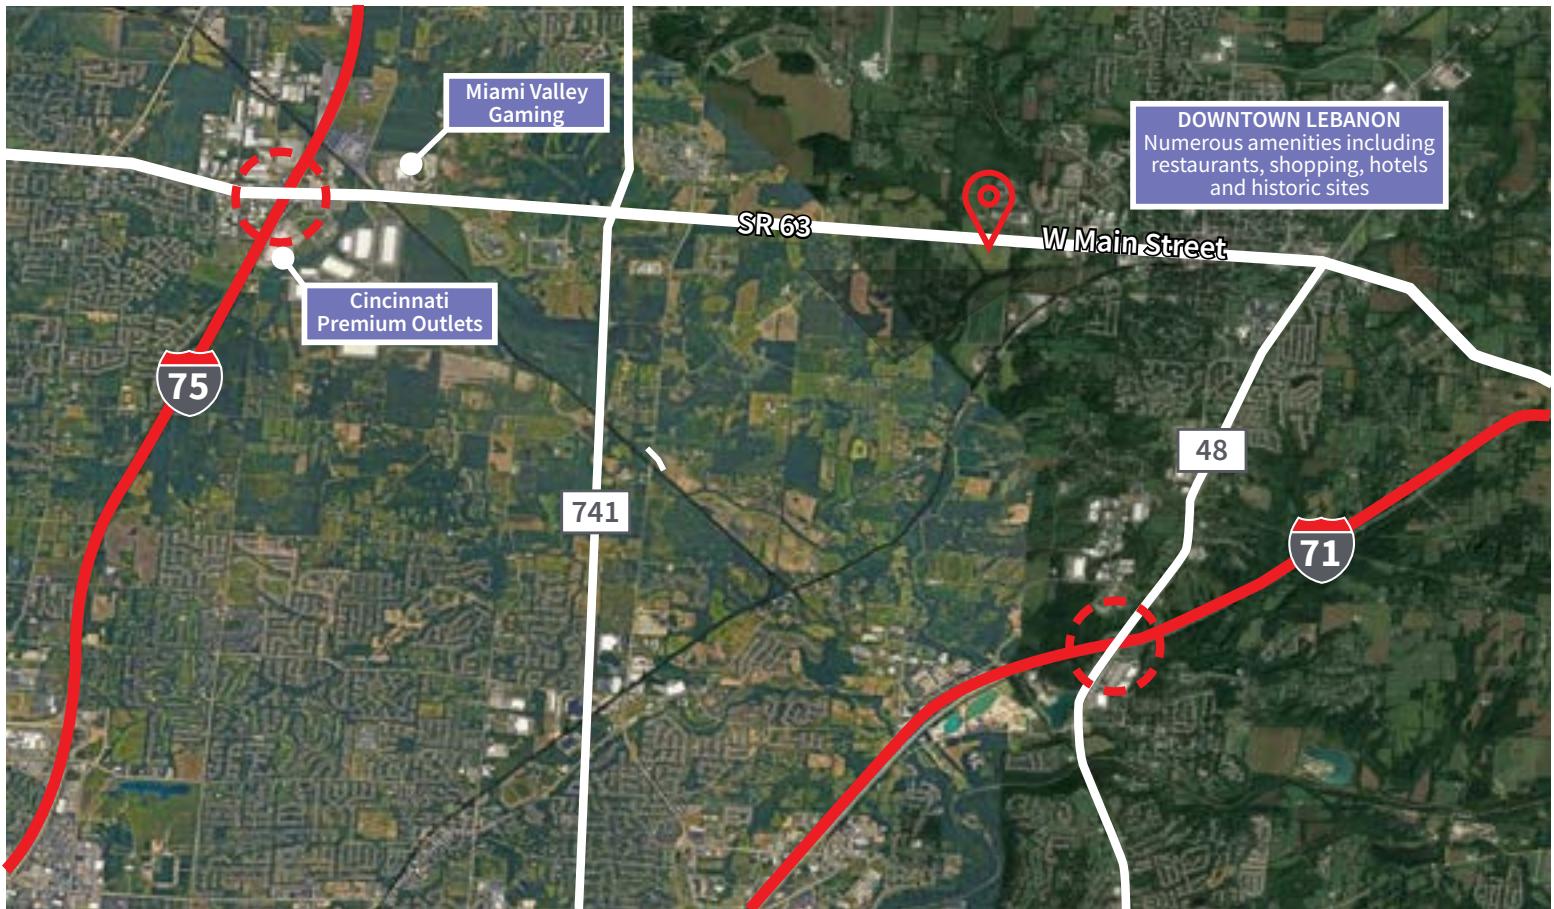 Miami Valley
Gaming
DOWNTOWN LEBANON
Numerous amenities including
restaurants, shopping, hotels
and historic sites
SR 63
W Main Street
Cincinnati
Premium Outlets
75
48
741
71